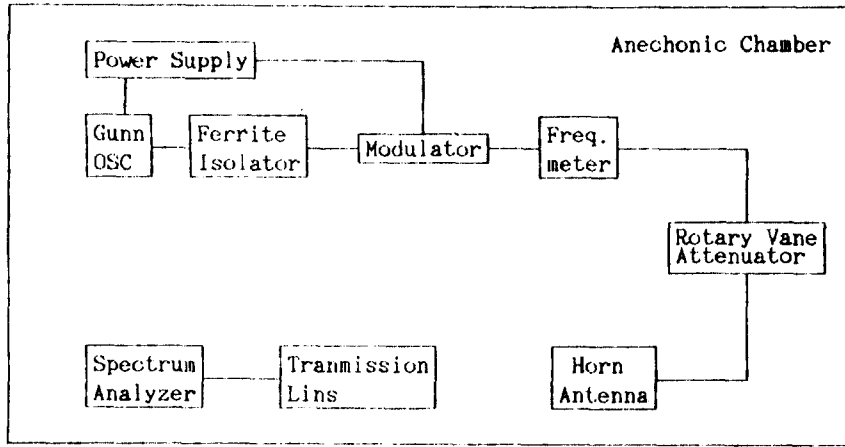 Anechonic Chamber
Power Supply
Gunn
OSC
Ferrite
Isolator
Modulator
Freq.
meter
Rotary Vane
Attenuator
Spectrum
Analyzer
Tranmission
Lins
Horn
Antenna